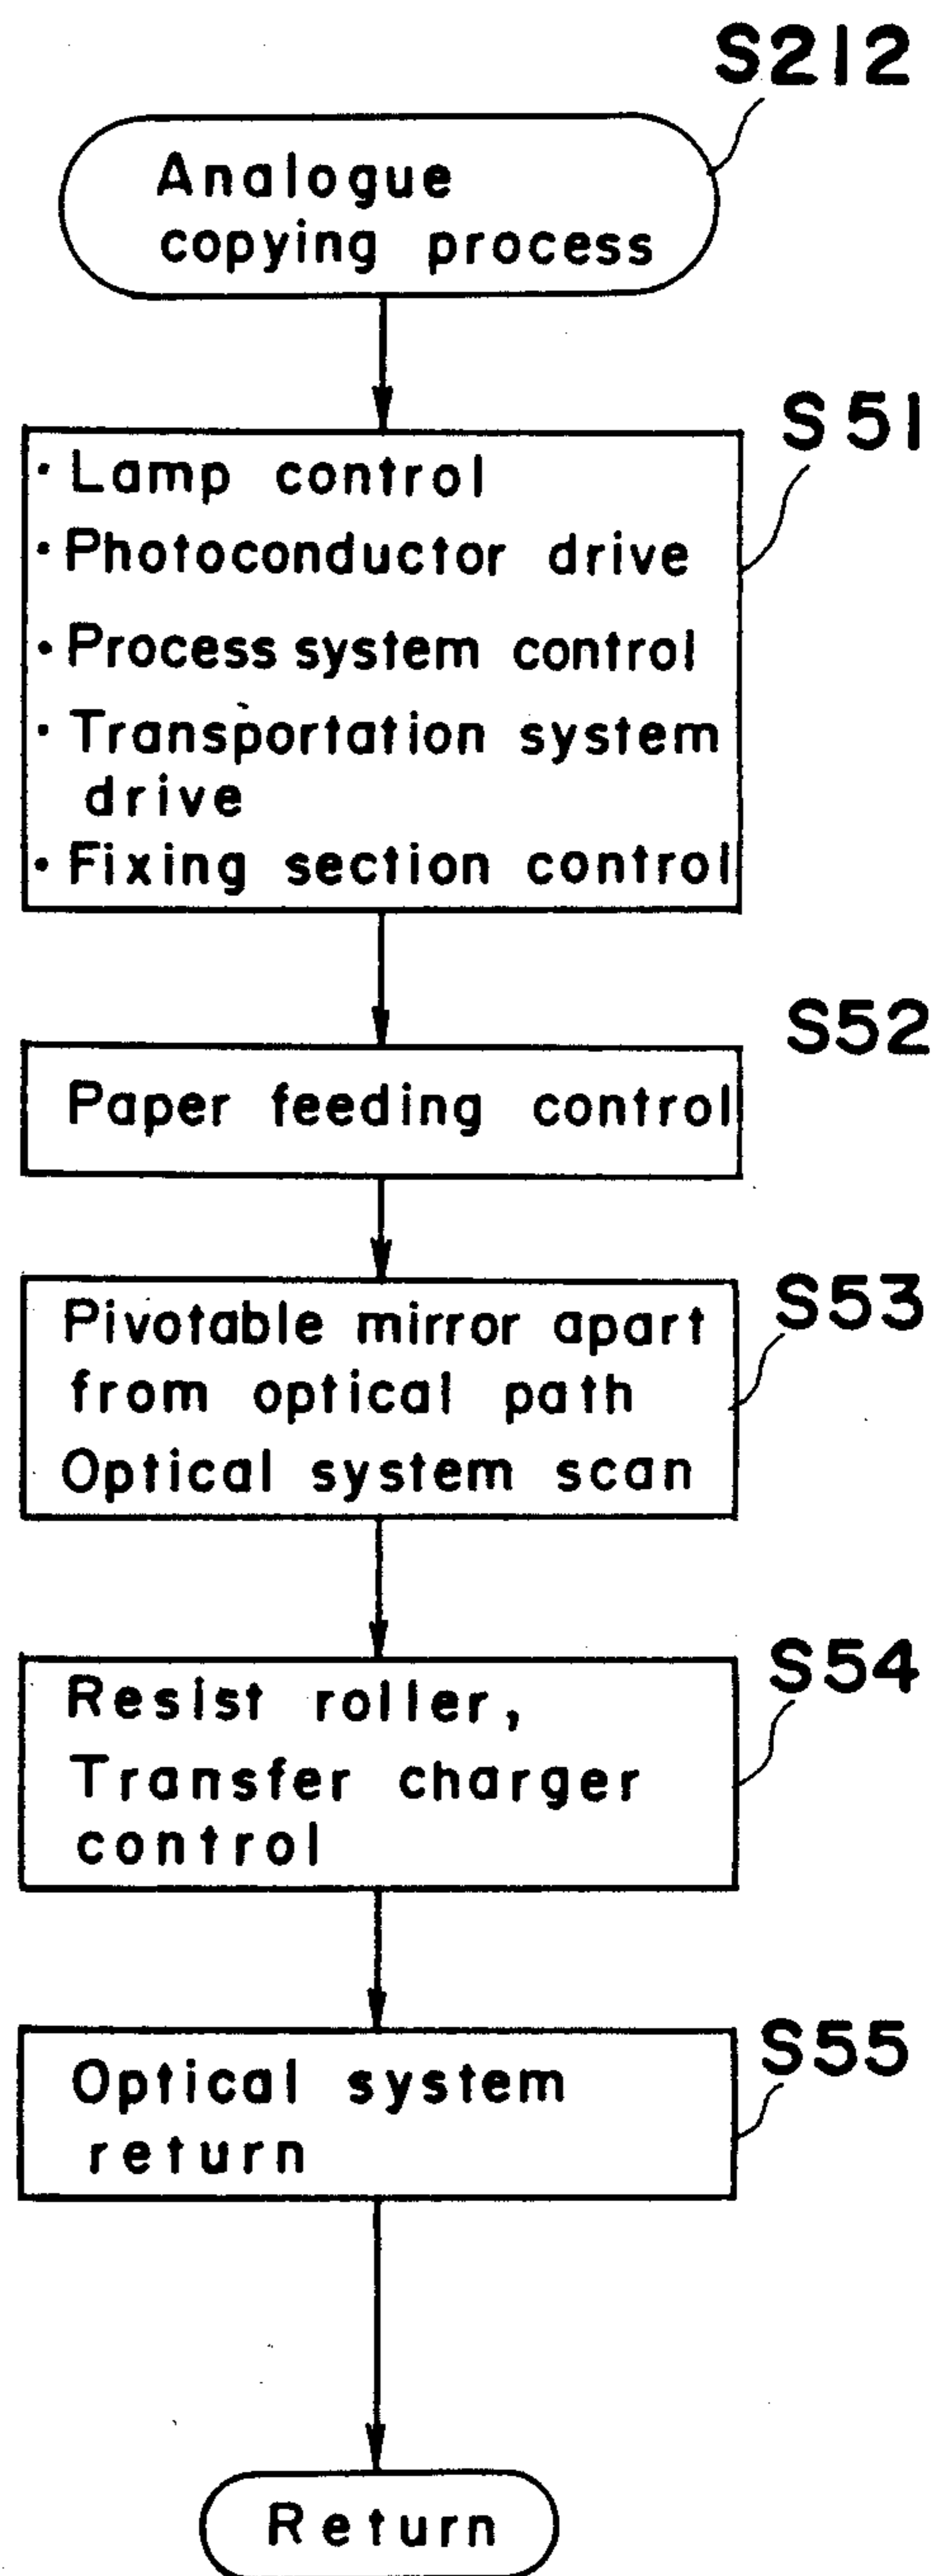 S212
Analogue
copying process
S51
· Lamp control
· Photoconductor drive
· Process system control
· Transportation system
drive
· Fixing section control
S52
Paper feeding control
S53
Pivotable mirror apart
from optical path
Optical system scan
S54
Resist roller,
Transfer charger
control
S55
Optical system
return
Return